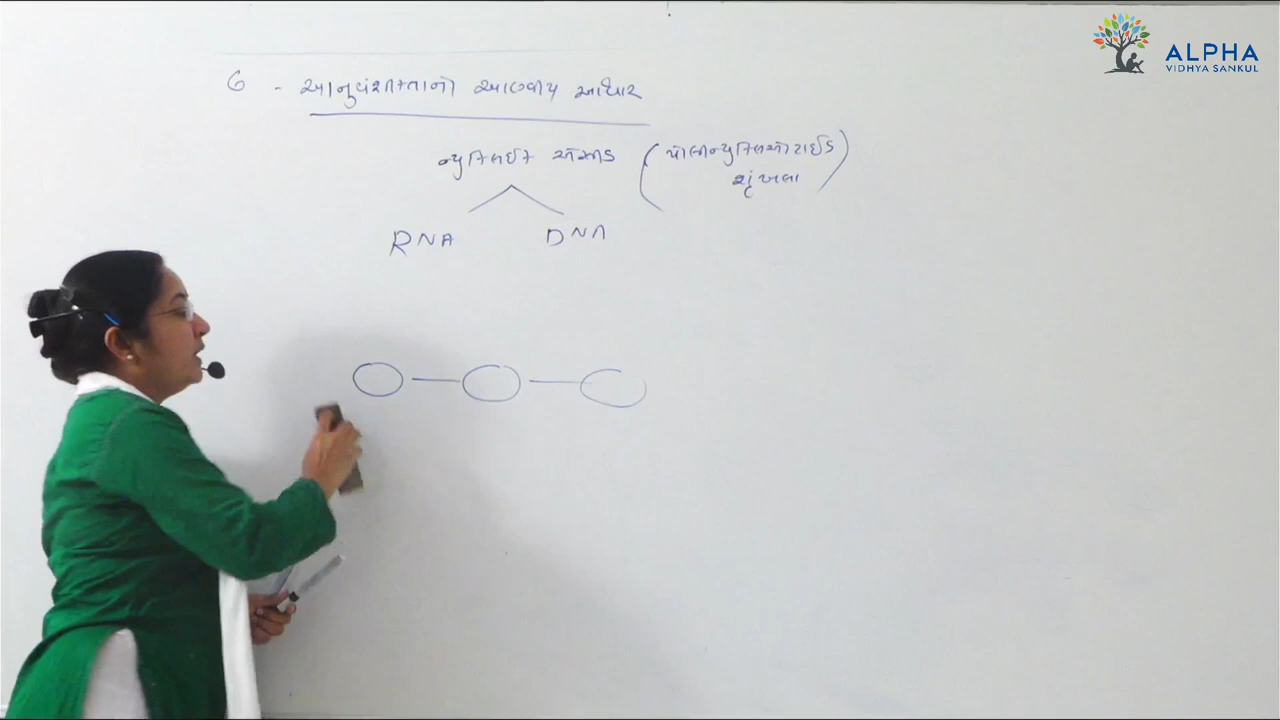 6 - આનુવંશિકતાનો આણ્વીય આધાર
ન્યુક્લિઈક એસિડ (પોલીન્યુક્લિઓટાઈડ
શૃંખલા)
RNA DNA
ALPHA
VIDHYA SANKUL